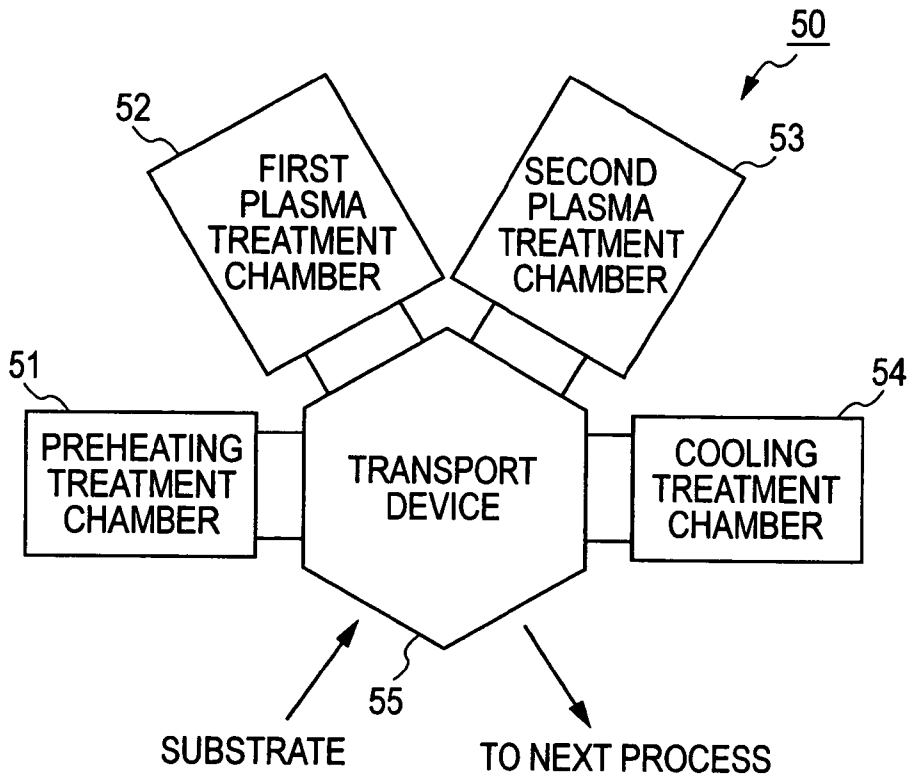 50
52
FIRST
PLASMA
TREATMENT
CHAMBER
53
SECOND
PLASMA
TREATMENT
CHAMBER
51
PREHEATING
TREATMENT
CHAMBER
TRANSPORT
DEVICE
54
COOLING
TREATMENT
CHAMBER
55
SUBSTRATE
TO NEXT PROCESS